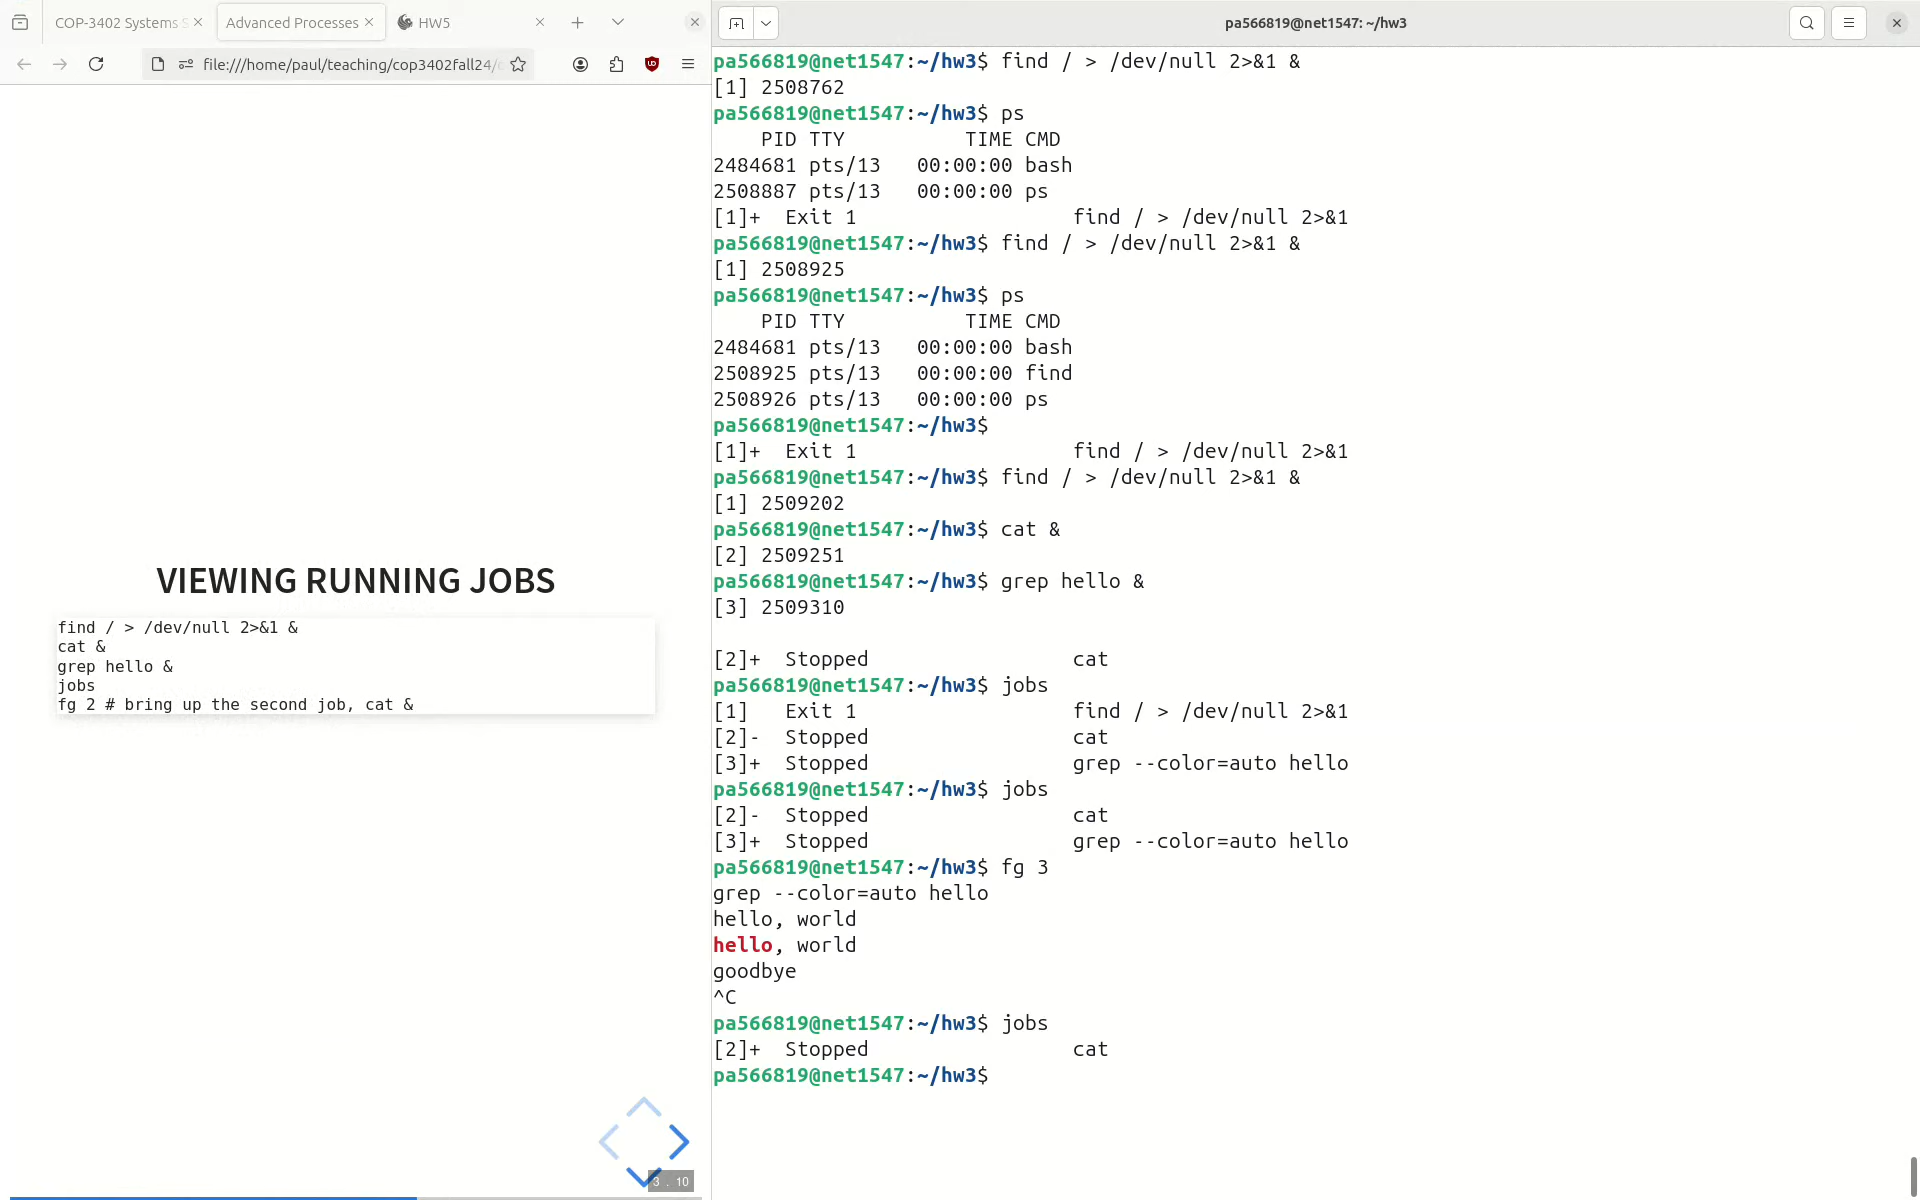 COP-3402 Systems S
Advanced Processes
HW5
file:///home/paul/teaching/cop3402fall24/
VIEWING RUNNING JOBS
find / > /dev/null 2>&1 &
cat &
grep hello &
jobs
fg 2 # bring up the second job, cat &
3 . 10
pa566819@net1547: ~/hw3
pa566819@net1547:~/hw3$ find / > /dev/null 2>&1 &
[1] 2508762
pa566819@net1547:~/hw3$ ps
    PID TTY          TIME CMD
2484681 pts/13   00:00:00 bash
2508887 pts/13   00:00:00 ps
[1]+  Exit 1                  find / > /dev/null 2>&1
pa566819@net1547:~/hw3$ find / > /dev/null 2>&1 &
[1] 2508925
pa566819@net1547:~/hw3$ ps
    PID TTY          TIME CMD
2484681 pts/13   00:00:00 bash
2508925 pts/13   00:00:00 find
2508926 pts/13   00:00:00 ps
pa566819@net1547:~/hw3$
[1]+  Exit 1                  find / > /dev/null 2>&1
pa566819@net1547:~/hw3$ find / > /dev/null 2>&1 &
[1] 2509202
pa566819@net1547:~/hw3$ cat &
[2] 2509251
pa566819@net1547:~/hw3$ grep hello &
[3] 2509310
[2]+  Stopped                 cat
pa566819@net1547:~/hw3$ jobs
[1]   Exit 1                  find / > /dev/null 2>&1
[2]-  Stopped                 cat
[3]+  Stopped                 grep --color=auto hello
pa566819@net1547:~/hw3$ jobs
[2]-  Stopped                 cat
[3]+  Stopped                 grep --color=auto hello
pa566819@net1547:~/hw3$ fg 3
grep --color=auto hello
hello, world
hello, world
goodbye
^C
pa566819@net1547:~/hw3$ jobs
[2]+  Stopped                 cat
pa566819@net1547:~/hw3$